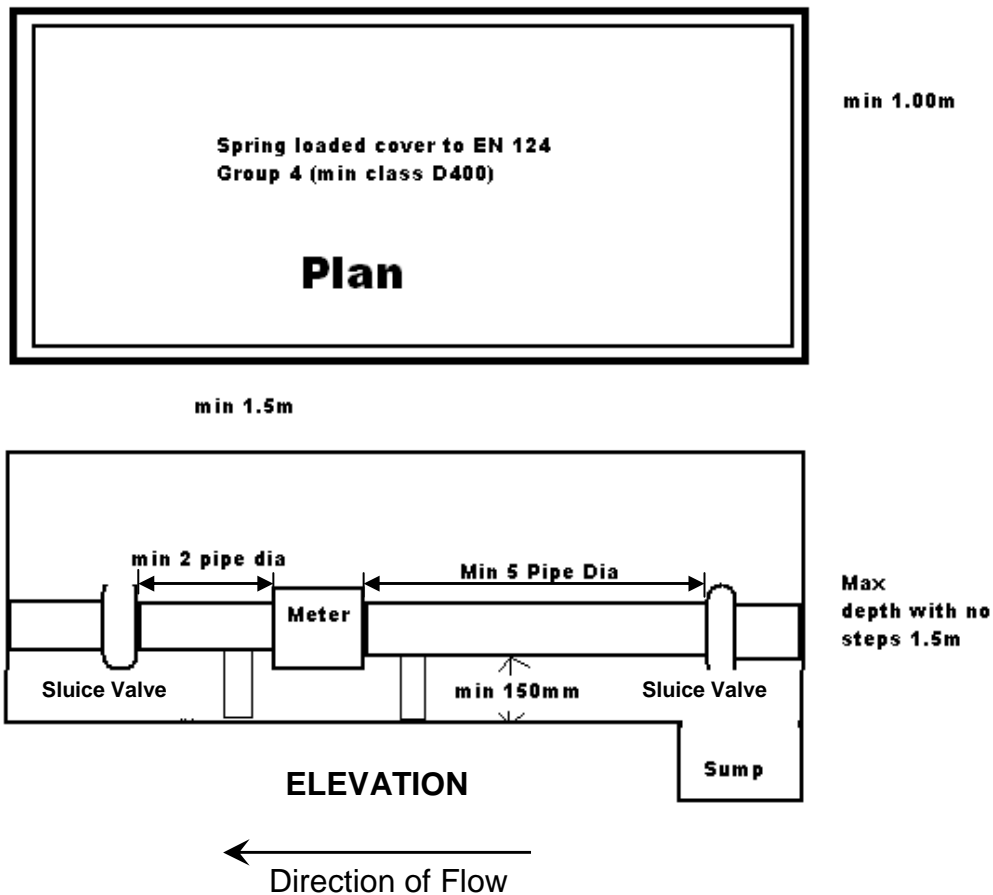 min 1.00m
Spring loaded cover to EN 124
Group 4 (min class D400)
Plan
min 1.5m
min 2 pipe dia
Min 5 Pipe Dia
Meter
Max
depth with no
steps 1.5m
Sluice Valve
min 150mm
Sluice Valve
Sump
ELEVATION
Direction of Flow